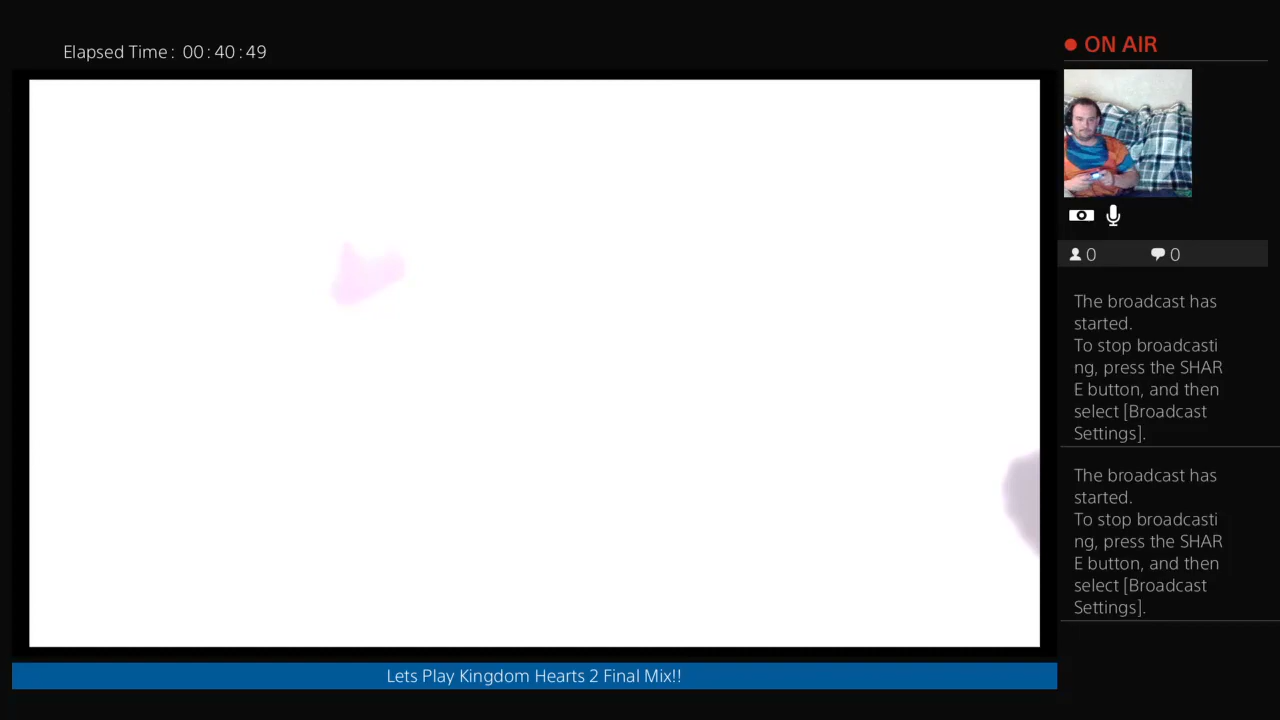 Elapsed Time: 00:40:49
ON AIR
0
0
The broadcast has
started.
To stop broadcasti
ng, press the SHAR
E button, and then
select [Broadcast
Settings].
The broadcast has
started.
To stop broadcasti
ng, press the SHAR
E button, and then
select [Broadcast
Settings].
Lets Play Kingdom Hearts 2 Final Mix!!